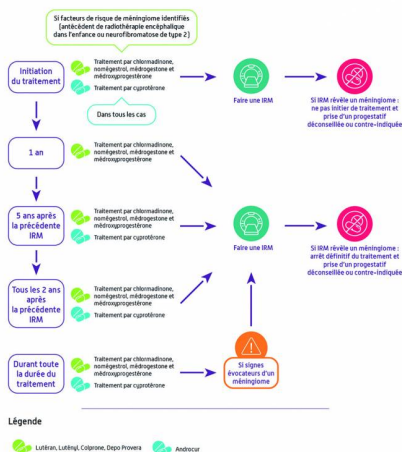 Si facteurs de risque de méningiome identifiés
(antécédent de radiothérapie encéphalique
dans l'enfance ou neurofibromatose de type 2)
Initiation
du traitement
Traitement par chlormadinone,
nomégestrol, médrogestone et
médroxyprogestérone
Traitement par cyprotérone
Dans tous les cas
Faire une IRM
Si IRM révèle un méningiome :
ne pas initier de traitement et
prise d'un progestatif
déconseillée ou contre-indiquée
1 an
Traitement par chlormadinone,
nomégestrol, médrogestone et
médroxyprogestérone
5 ans après
la précédente
IRM
Traitement par chlormadinone,
nomégestrol, médrogestone et
médroxyprogestérone
Traitement par cyprotérone
Faire une IRM
Si IRM révèle un méningiome :
arrêt définitif du traitement et
prise d'un progestatif
déconseillée ou contre-indiquée
Tous les 2 ans
après
la précédente
IRM
Traitement par chlormadinone,
nomégestrol, médrogestone et
médroxyprogestérone
Traitement par cyprotérone
Durant toute
la durée du
traitement
Traitement par chlormadinone,
nomégestrol, médrogestone et
médroxyprogestérone
Traitement par cyprotérone
Si signes
évocateurs d'un
méningiome
Légende
Lutéran, Lutényl, Colprone, Depo Provera
Androcur